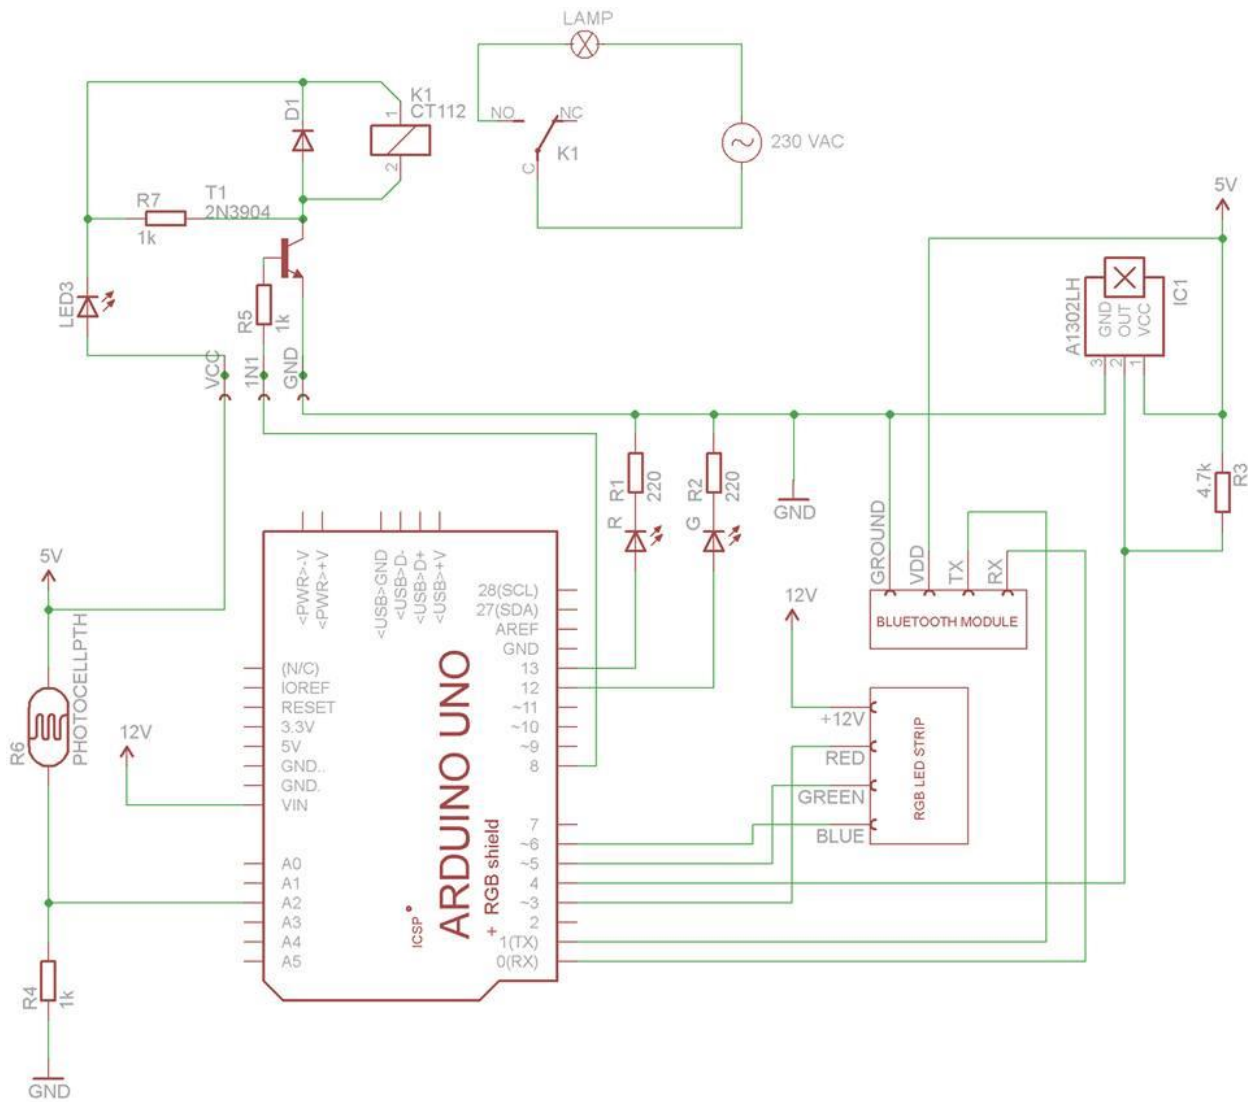 LAMP
NO
NC
C
K1
230 VAC
D1
K1
CT112
1
2
R7
1k
T1
2N3904
LED3
R5
1k
VCC
1N1
GND
5V
A1302LH
GND
OUT
VCC
IC1
3
2
1
R1
220
R2
220
R
G
GND
4.7k
R3
GROUND
VDD
TX
RX
BLUETOOTH MODULE
12V
+12V
RED
GREEN
BLUE
RGB LED STRIP
5V
R6
PHOTOCELLPTH
12V
R4
1k
GND
<PWR>-V
<PWR>+V
<USB>GND
<USB>D-
<USB>D+
<USB>+V
(N/C)
IOREF
RESET
3.3V
5V
GND..
GND.
VIN
A0
A1
A2
A3
A4
A5
ICSP
ARDUINO UNO
+ RGB shield
28(SCL)
27(SDA)
AREF
GND
13
12
~11
~10
~9
8
7
~6
~5
4
~3
2
1(TX)
0(RX)